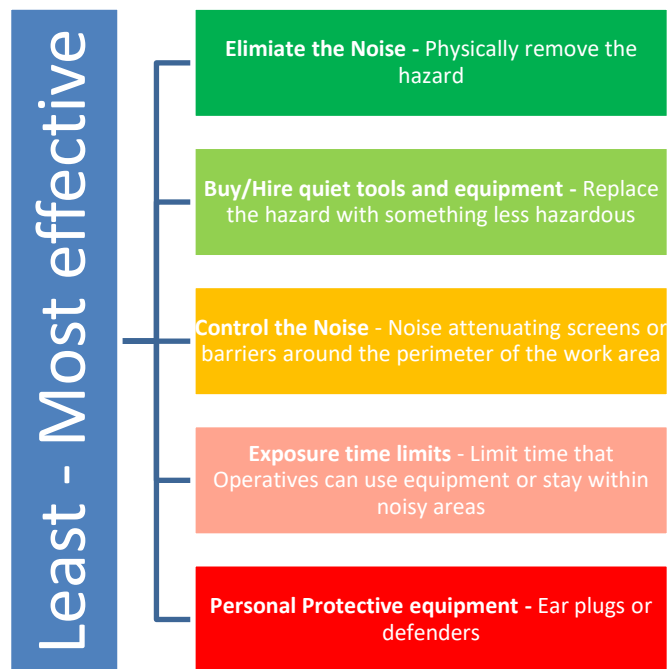 Least - Most effective
Elimiate the Noise - Physically remove the
hazard
Buy/Hire quiet tools and equipment - Replace
the hazard with something less hazardous
Control the Noise - Noise attenuating screens or
barriers around the perimeter of the work area
Exposure time limits - Limit time that
Operatives can use equipment or stay within
noisy areas
Personal Protective equipment - Ear plugs or
defenders